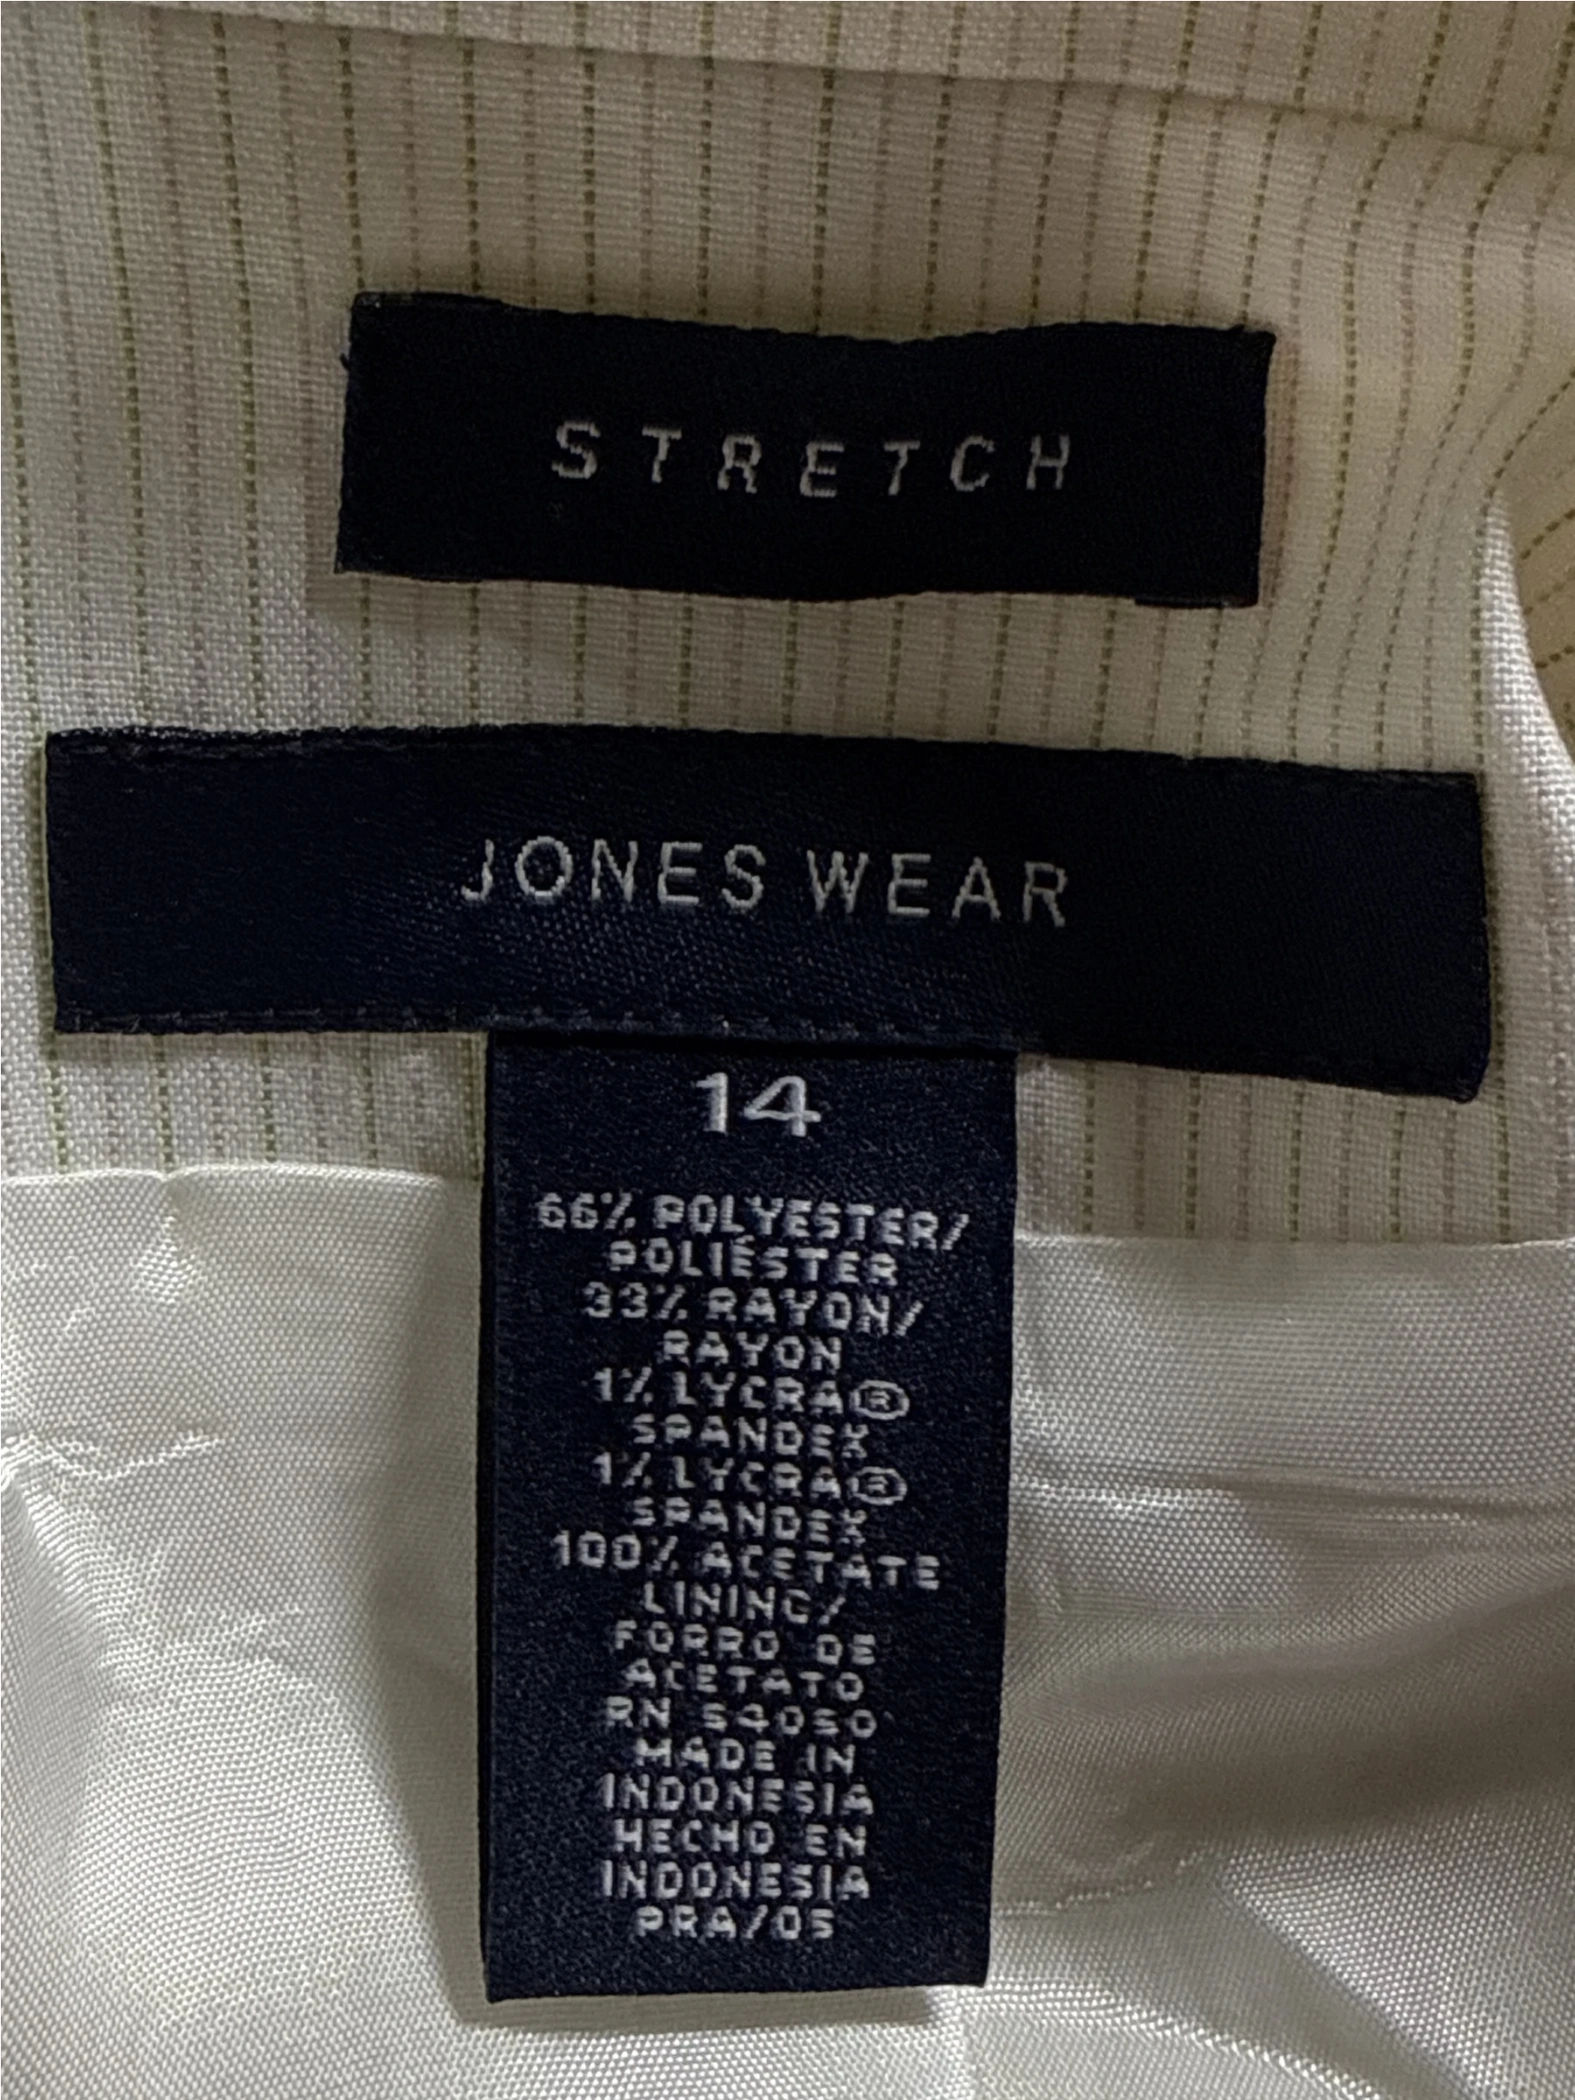 STRETCH
JONES WEAR
14
66% POLYESTER/
POLIÉSTER
33% RAYON/
RAYON
1% LYCRA®
SPANDEX
1% LYCRA®
SPANDEX
100% ACETATE
LINING/
FORRO DE
ACETATO
RN 54050
MADE IN
INDONESIA
HECHO EN
INDONESIA
PRA/05